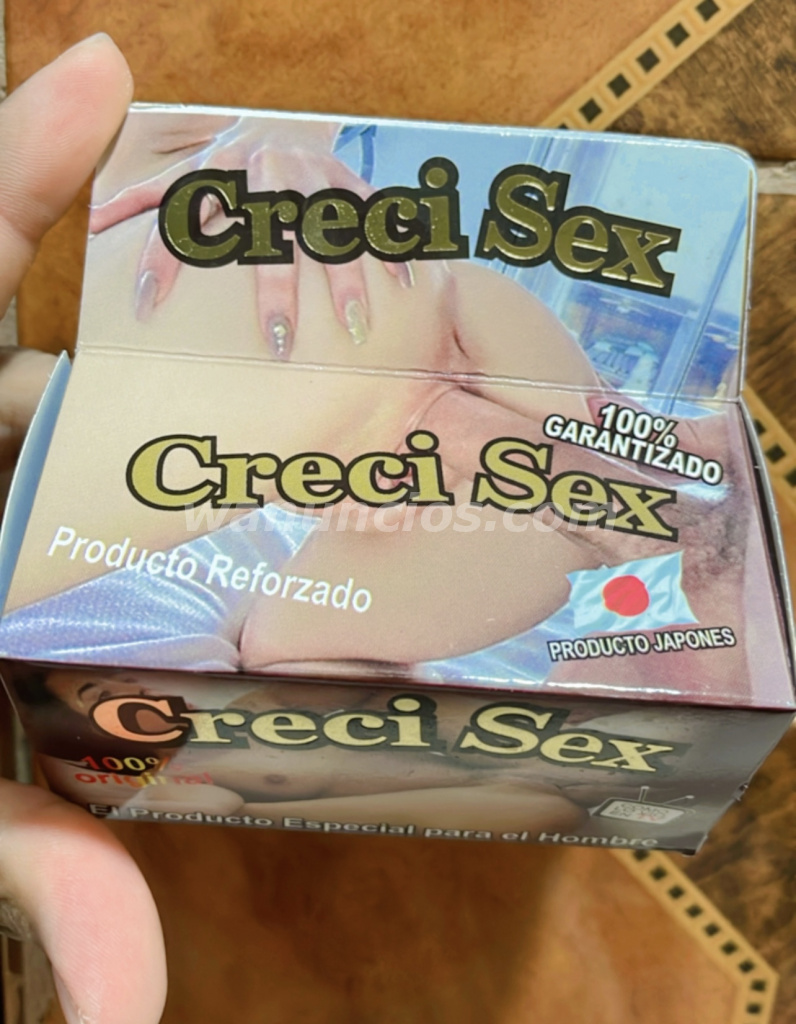 Creci Sex
100%
GARANTIZADO
Creci Sex
wanuncios.com
Producto Reforzado
PRODUCTO JAPONES
Creci Sex
100%
original
El Producto Especial para el Hombre